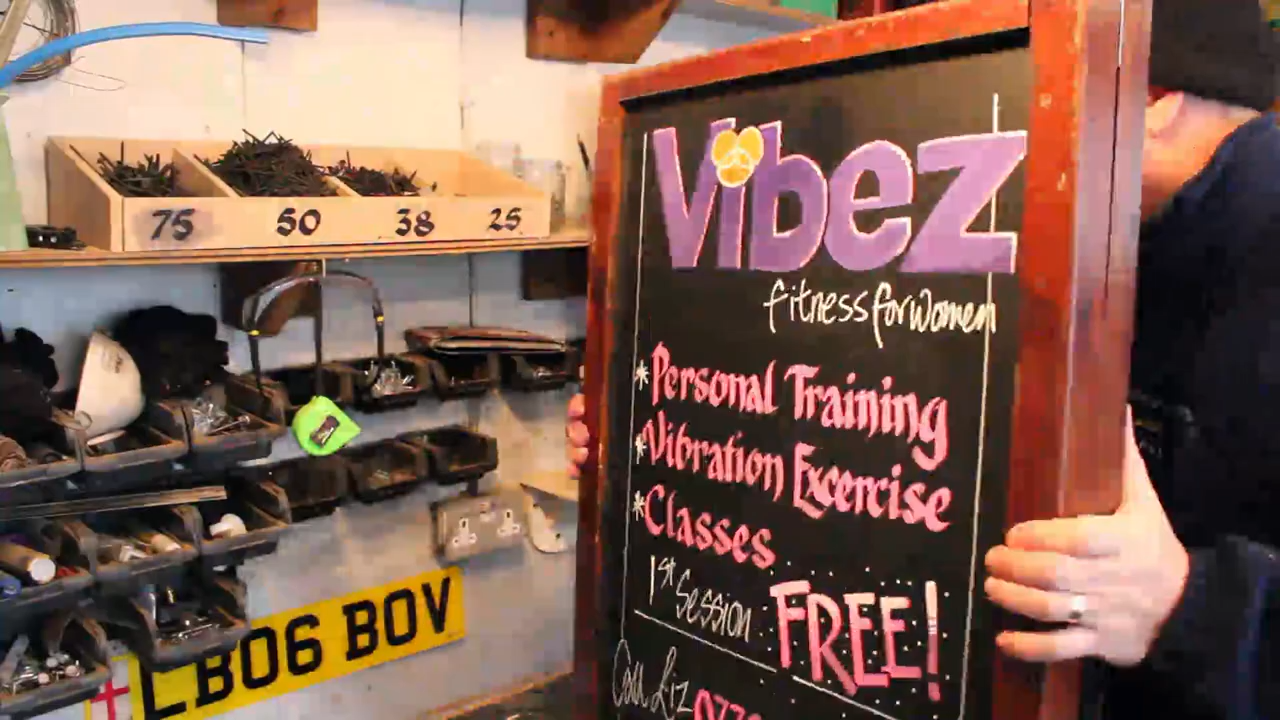 75 50 38 25
Vibez
fitness for women
*Personal Training
*Vibration Excercise
*Classes
1st Session FREE!
Call Liz 077
LB06 BOV